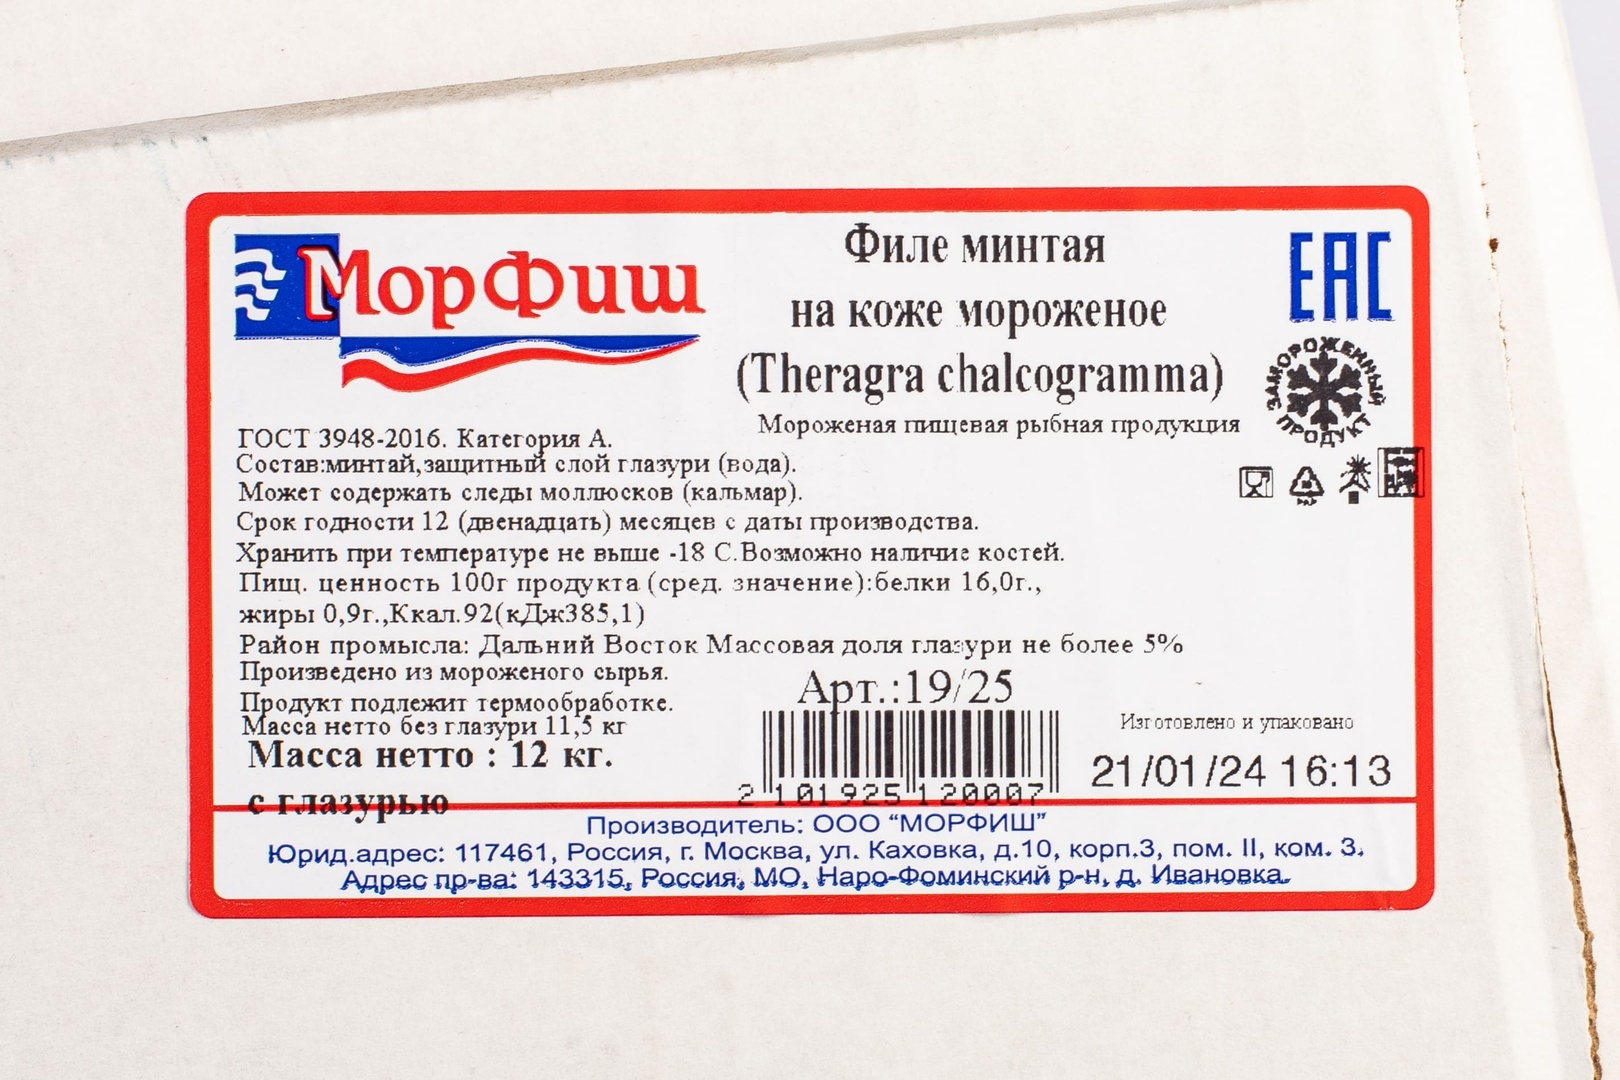 МорФиш
Филе минтая
на коже мороженое
(Theragra chalcogramma)
Мороженая пищевая рыбная продукция
ЕАС
ЗАМОРОЖЕННЫЙ
ПРОДУКТ
ГОСТ 3948-2016. Категория А.
Состав:минтай,защитный слой глазури (вода).
Может содержать следы моллюсков (кальмар).
Срок годности 12 (двенадцать) месяцев с даты производства.
Хранить при температуре не выше -18 С.Возможно наличие костей.
Пищ. ценность 100г продукта (сред. значение):белки 16,0г.,
жиры 0,9г.,Ккал.92(кДж385,1)
Район промысла: Дальний Восток Массовая доля глазури не более 5%
Произведено из мороженого сырья.
Продукт подлежит термообработке.
Масса нетто без глазури 11,5 кг
Масса нетто : 12 кг.
с глазурью
Арт.:19/25
2 101925 120007
Изготовлено и упаковано
21/01/24 16:13
Производитель: ООО “МОРФИШ”
Юрид.адрес: 117461, Россия, г. Москва, ул. Каховка, д.10, корп.3, пом. II, ком. 3.
Адрес пр-ва: 143315, Россия, МО, Наро-Фоминский р-н, д. Ивановка.